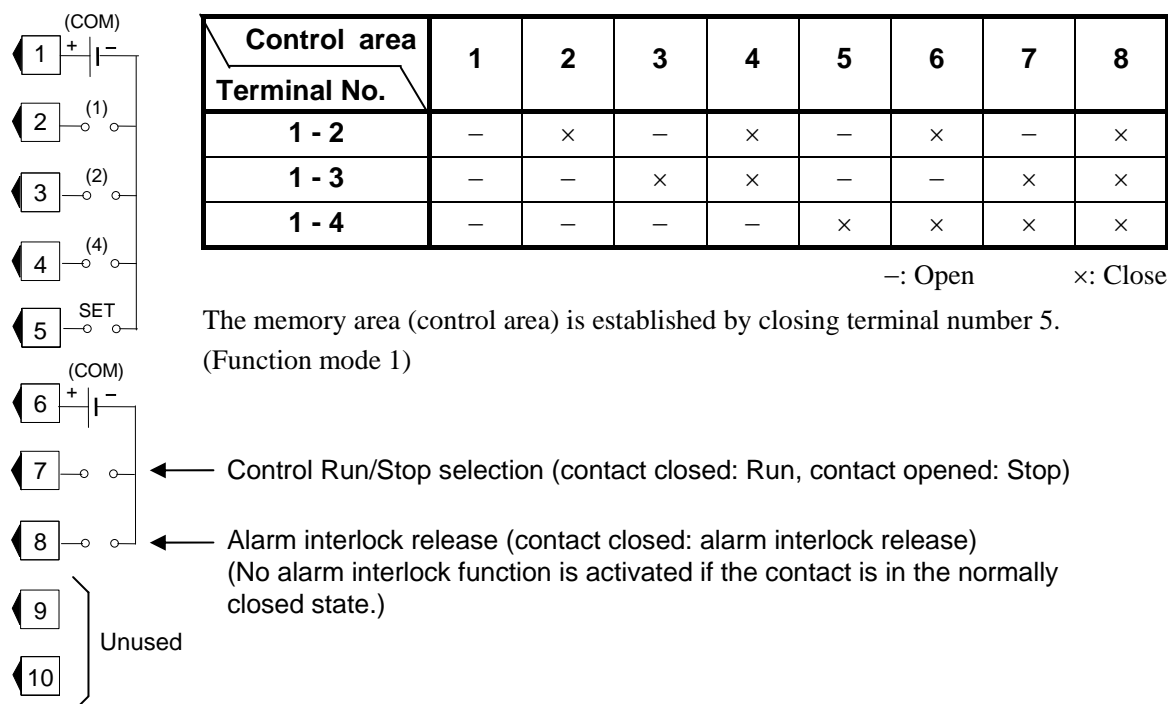 (COM)
1 + −
2 (1)
3 (2)
4 (4)
5 SET
Control area
Terminal No.
1 2 3 4 5 6 7 8
1 - 2 − × − × − × − ×
1 - 3 − − × × − − × ×
1 - 4 − − − − × × × ×
−: Open ×: Close
The memory area (control area) is established by closing terminal number 5.
(Function mode 1)
(COM)
6 + −
7 Control Run/Stop selection (contact closed: Run, contact opened: Stop)
8 Alarm interlock release (contact closed: alarm interlock release)
(No alarm interlock function is activated if the contact is in the normally
closed state.)
9
Unused
10